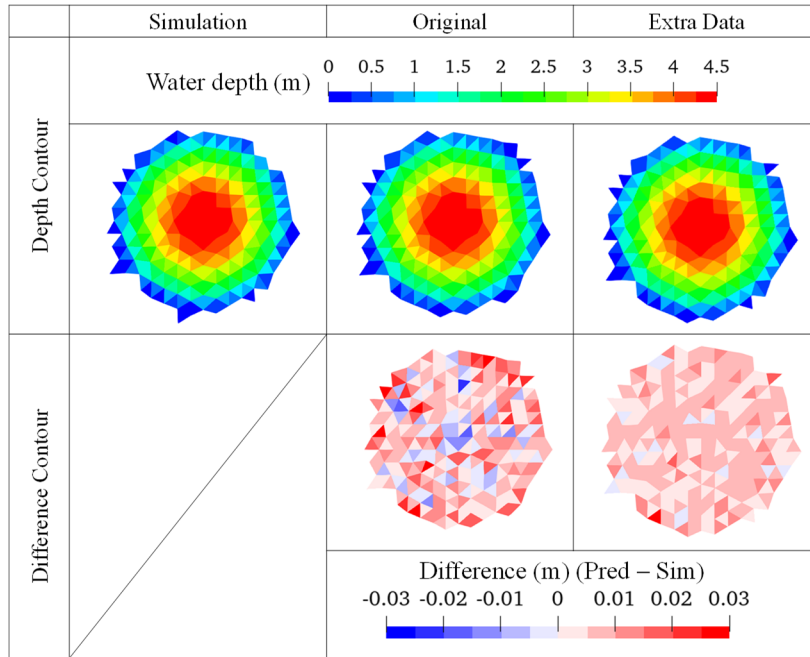 Simulation Original Extra Data
Depth Contour
Water depth (m)
0 0.5 1 1.5 2 2.5 3 3.5 4 4.5
Difference Contour
Difference (m) (Pred – Sim)
-0.03 -0.02 -0.01 0 0.01 0.02 0.03